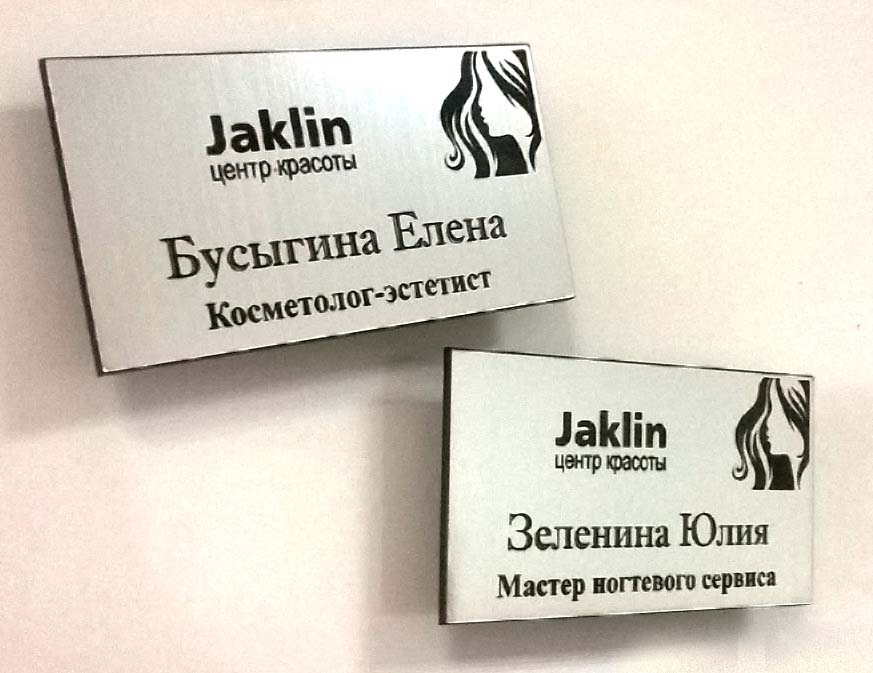 Jaklin
центр красоты
Бусыгина Елена
Косметолог-эстетист
Jaklin
центр красоты
Зеленина Юлия
Мастер ногтевого сервиса